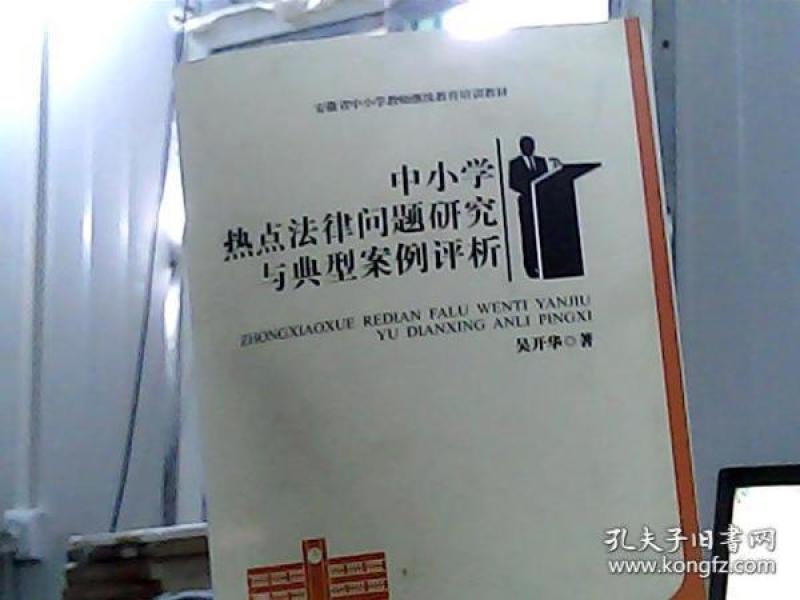 安徽省中小学教师继续教育培训教材
中小学
热点法律问题研究
与典型案例评析
ZHONGXIAOXUE REDIAN FALU WENTI YANJIU
YU DIANXING ANLI PINGXI
吴开华◎著
孔夫子旧书网
www.kongfz.com